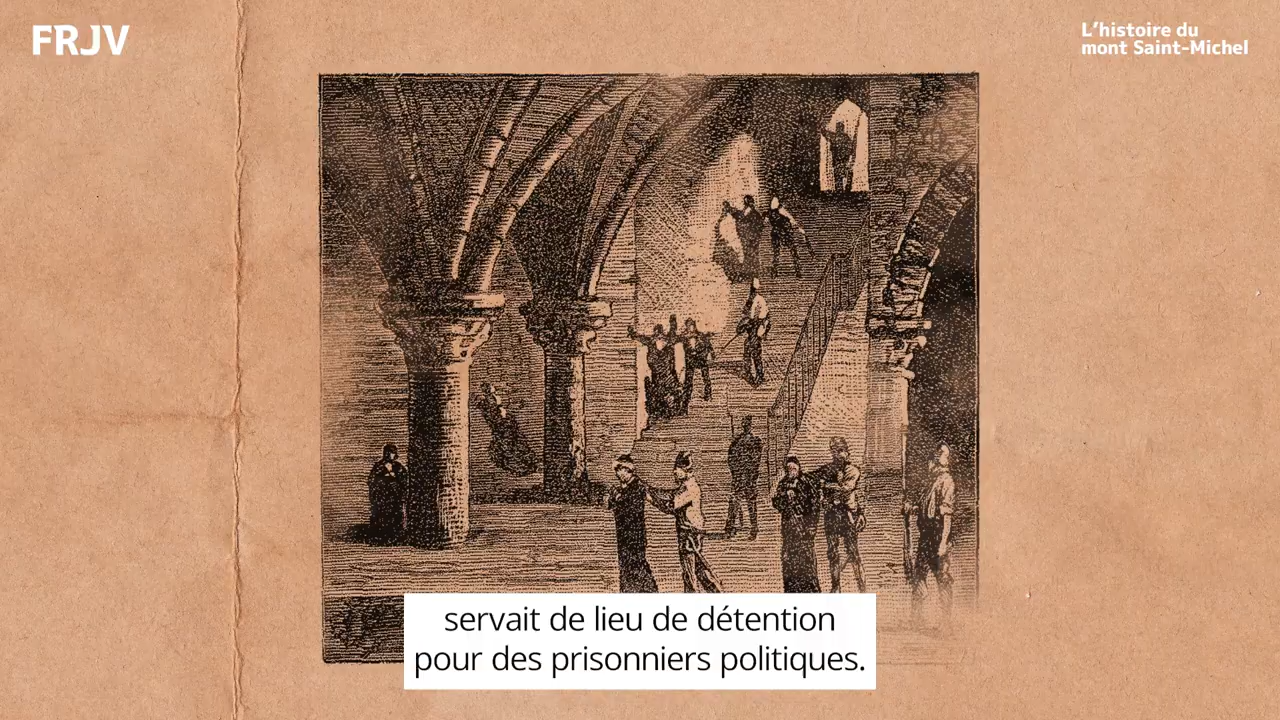 FRJV
L’histoire du
mont Saint-Michel
servait de lieu de détention
pour des prisonniers politiques.